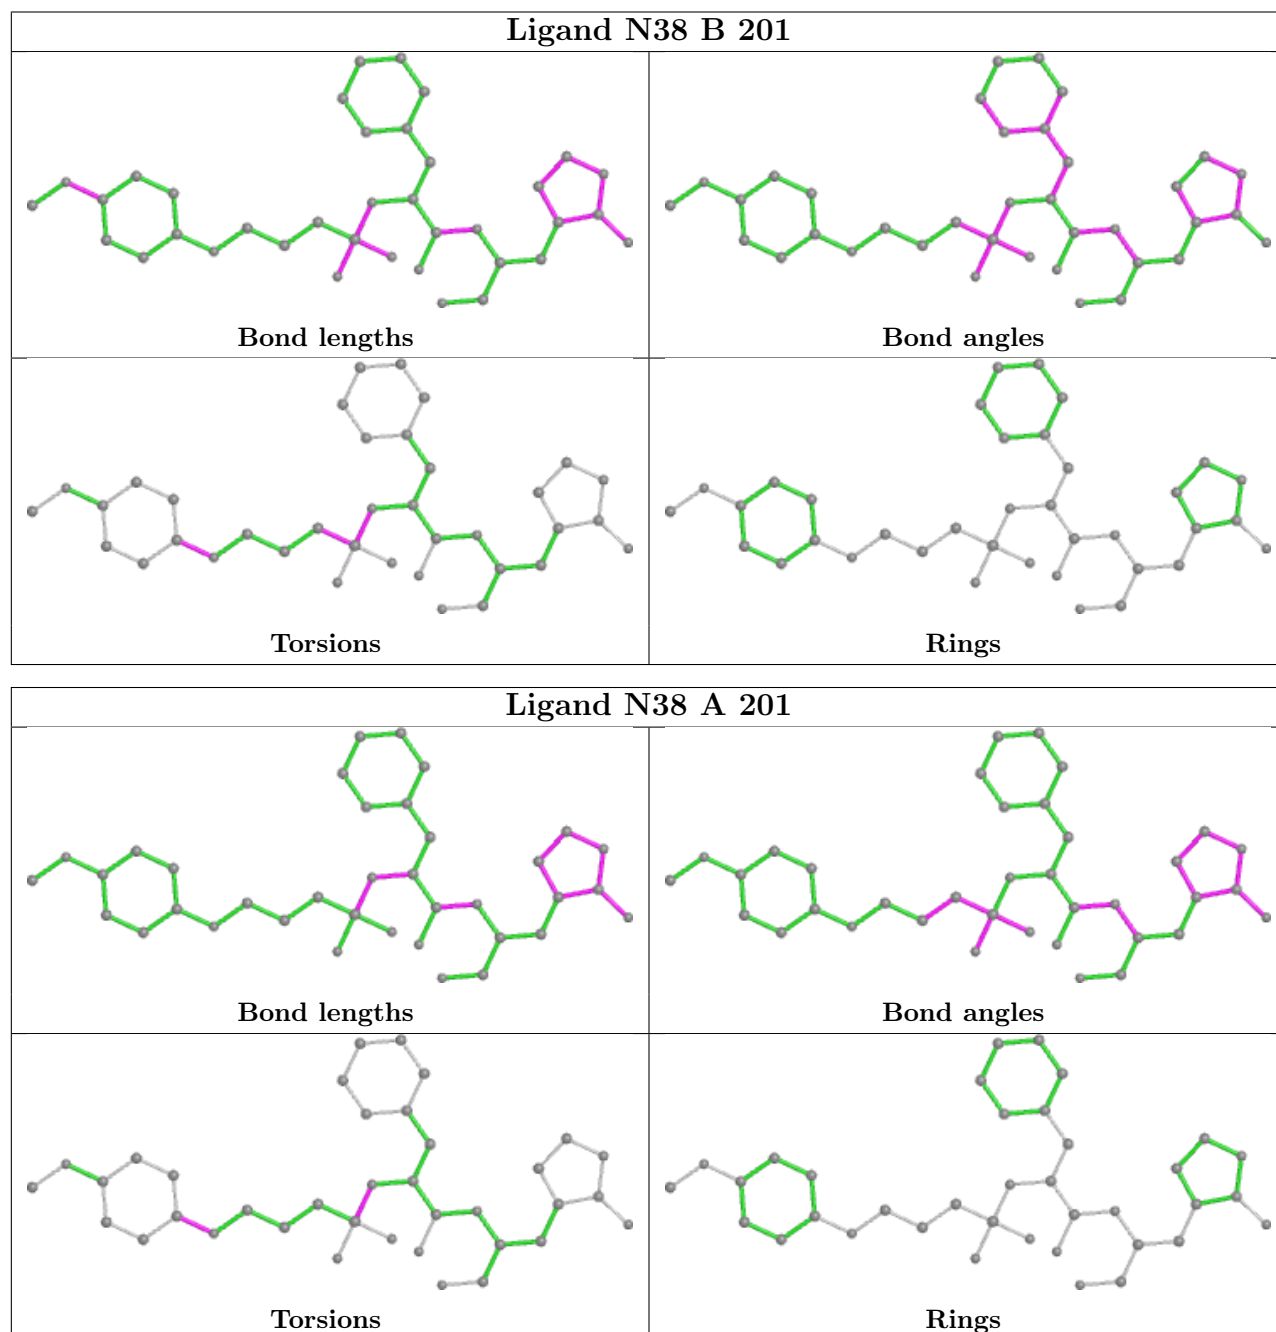 Ligand N38 B 201
Bond lengths
Bond angles
Torsions
Rings
Ligand N38 A 201
Bond lengths
Bond angles
Torsions
Rings